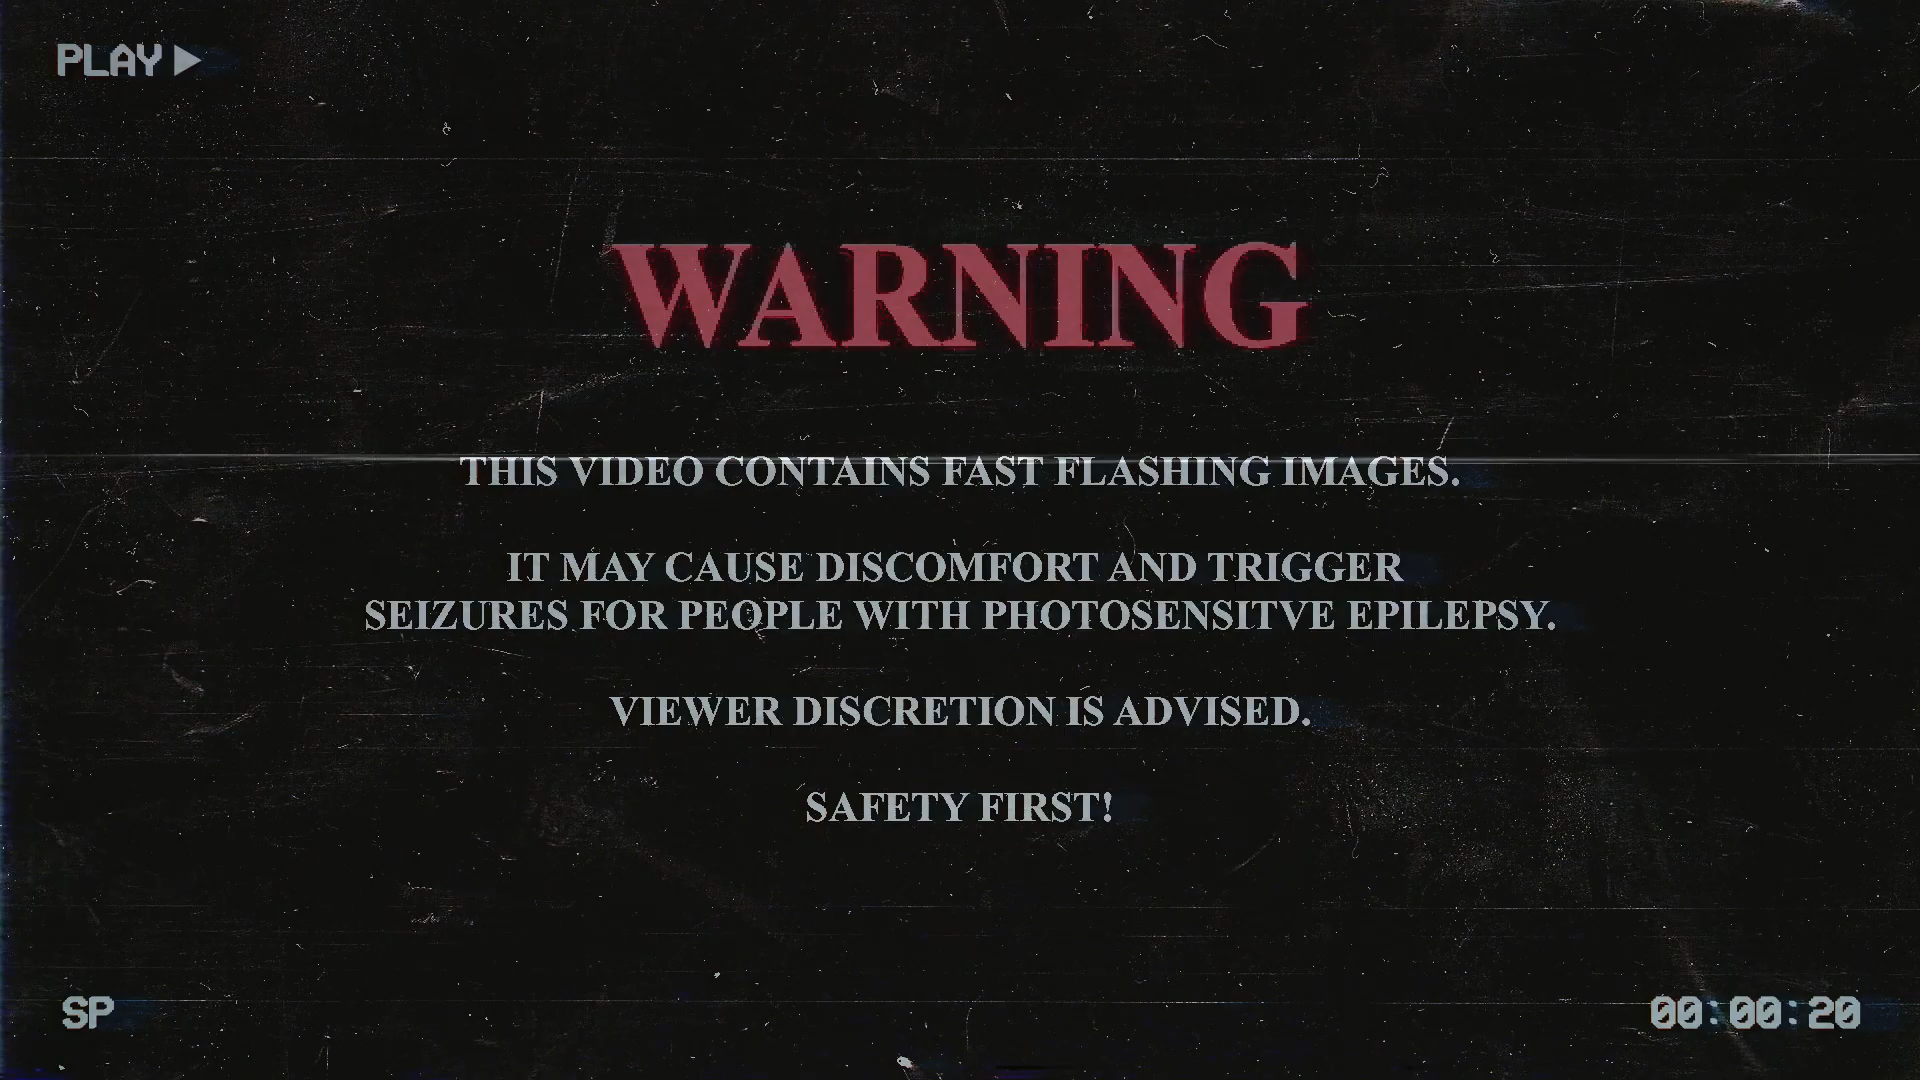 PLAY ▶
WARNING
THIS VIDEO CONTAINS FAST FLASHING IMAGES.
IT MAY CAUSE DISCOMFORT AND TRIGGER
SEIZURES FOR PEOPLE WITH PHOTOSENSITVE EPILEPSY.
VIEWER DISCRETION IS ADVISED.
SAFETY FIRST!
SP
00:00:20